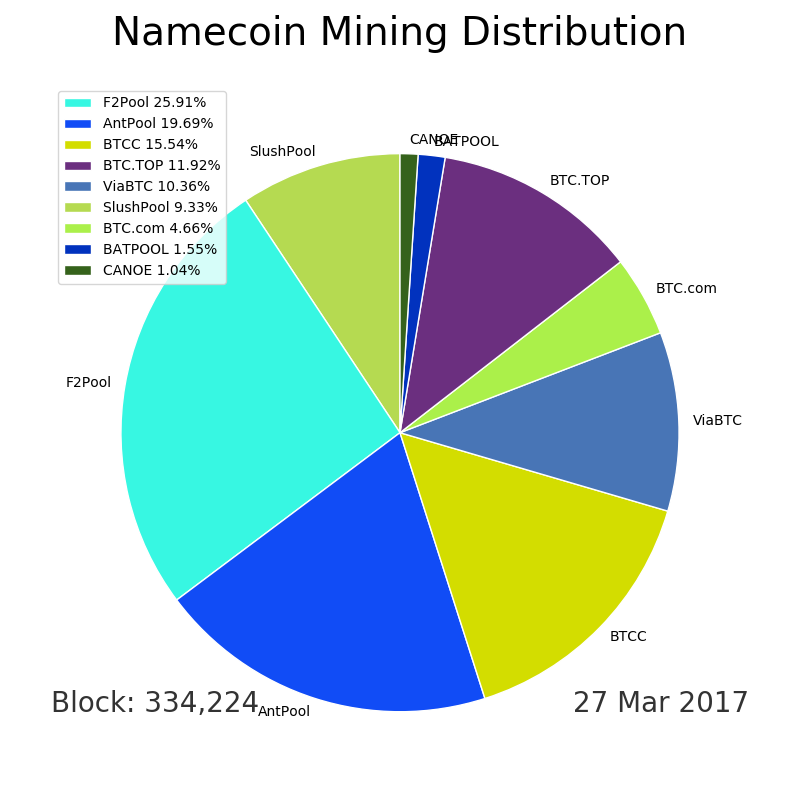 Namecoin Mining Distribution
F2Pool 25.91%
AntPool 19.69%
BTCC 15.54%
BTC.TOP 11.92%
ViaBTC 10.36%
SlushPool 9.33%
BTC.com 4.66%
BATPOOL 1.55%
CANOE 1.04%
CANOE
BATPOOL
SlushPool
BTC.TOP
BTC.com
F2Pool
ViaBTC
BTCC
AntPool
Block: 334,224
27 Mar 2017